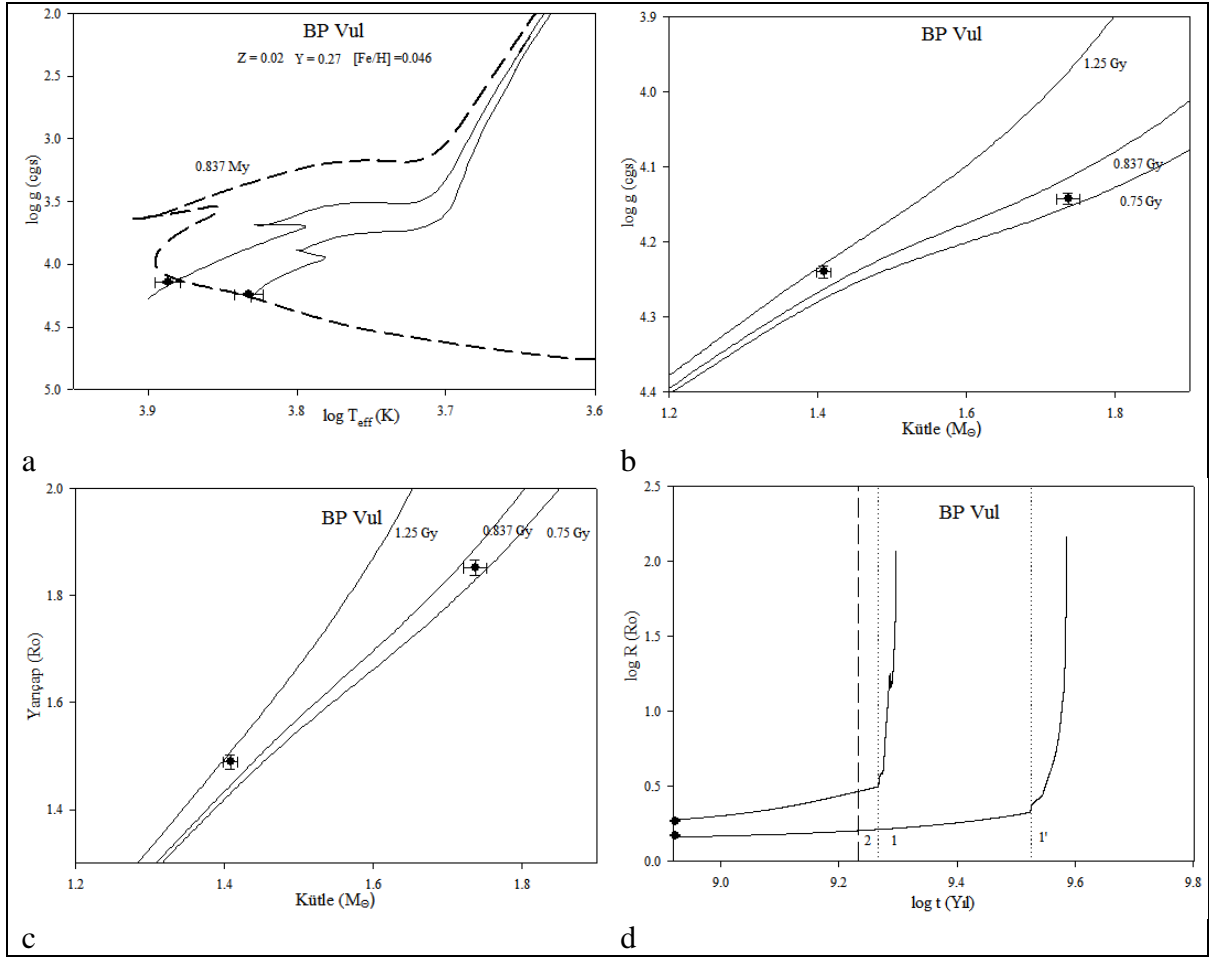 BP Vul
Z = 0.02 Y = 0.27 [Fe/H] =0.046
0.837 My
2.0
2.5
3.0
3.5
4.0
4.5
5.0
log g (cgs)
3.9 3.8 3.7 3.6
log Teff (K)
a
BP Vul
1.25 Gy
0.837 Gy
0.75 Gy
3.9
4.0
4.1
4.2
4.3
4.4
log g (cgs)
1.2 1.4 1.6 1.8
Kütle (M⊙)
b
BP Vul
1.25 Gy
0.837 Gy
0.75 Gy
2.0
1.8
1.6
1.4
Yarıçap (Ro)
1.2 1.4 1.6 1.8
Kütle (M⊙)
c
BP Vul
2.5
2.0
1.5
1.0
0.5
0.0
log R (Ro)
2 1 1'
9.0 9.2 9.4 9.6 9.8
log t (Yıl)
d